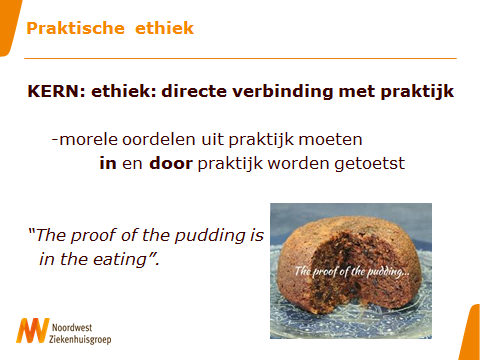 Praktische ethiek
KERN: ethiek: directe verbinding met praktijk
-morele oordelen uit praktijk moeten
in en door praktijk worden getoetst
“The proof of the pudding is
in the eating”.
The proof of the pudding...
Noordwest
Ziekenhuisgroep